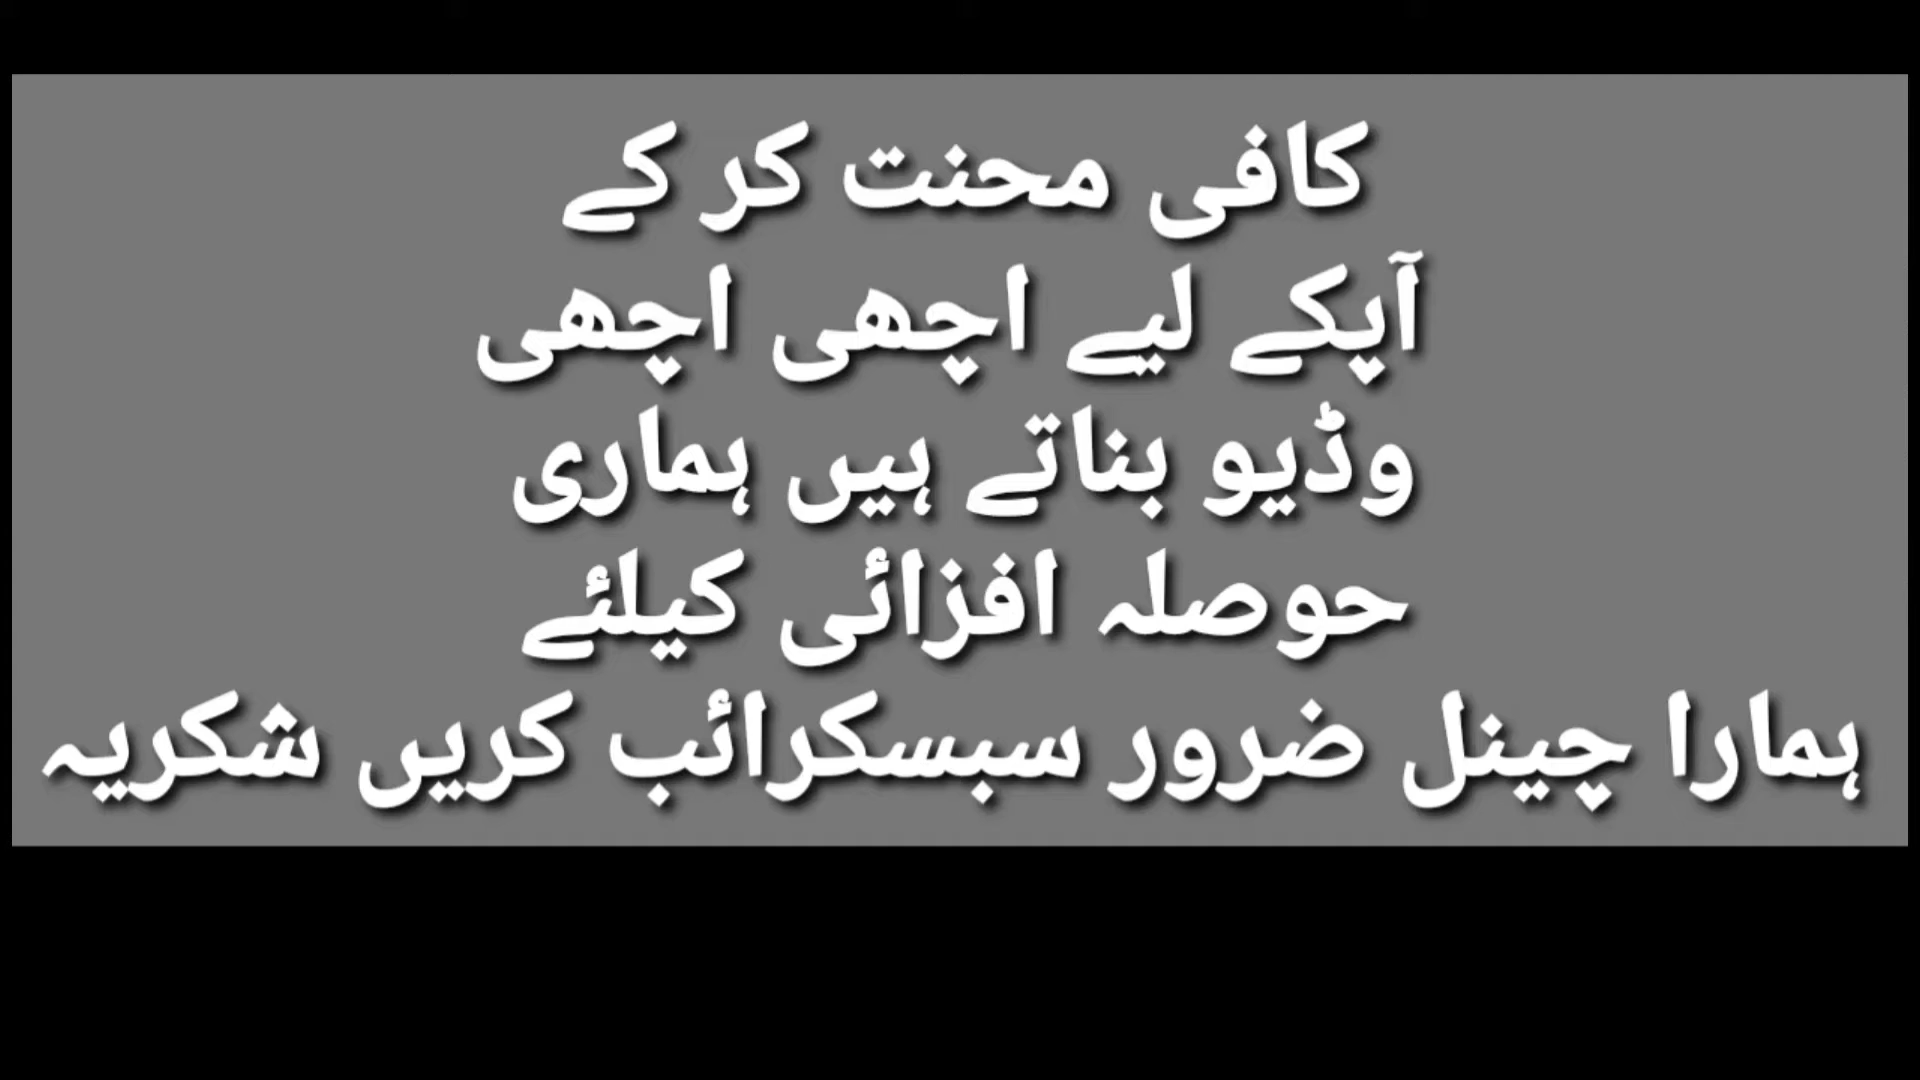 کافی محنت کر کے
آپکے لیے اچھی اچھی
وڈیو بناتے ہیں ہماری
حوصلہ افزائی کیلئے
ہمارا چینل ضرور سبسکرائب کریں شکریہ